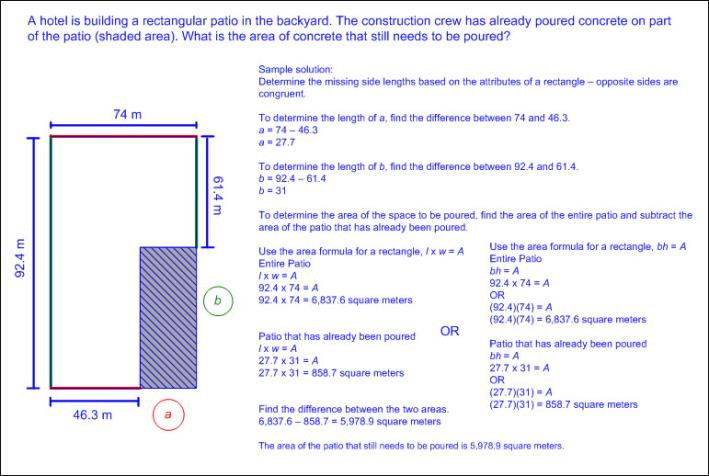 A hotel is building a rectangular patio in the backyard. The construction crew has already poured concrete on part
of the patio (shaded area). What is the area of concrete that still needs to be poured?
Sample solution:
Determine the missing side lengths based on the attributes of a rectangle – opposite sides are
congruent.
To determine the length of a, find the difference between 74 and 46.3.
a = 74 – 46.3
a = 27.7
To determine the length of b, find the difference between 92.4 and 61.4.
b = 92.4 – 61.4
b = 31
To determine the area of the space to be poured, find the area of the entire patio and subtract the
area of the patio that has already been poured.
74 m
61.4 m
92.4 m
b
46.3 m
a
Use the area formula for a rectangle, l x w = A
Entire Patio
l x w = A
92.4 x 74 = A
92.4 x 74 = 6,837.6 square meters
Patio that has already been poured
l x w = A
27.7 x 31 = A
27.7 x 31 = 858.7 square meters
OR
Use the area formula for a rectangle, bh = A
Entire Patio
bh = A
92.4 x 74 = A
OR
(92.4)(74) = A
(92.4)(74) = 6,837.6 square meters
Patio that has already been poured
bh = A
27.7 x 31 = A
OR
(27.7)(31) = A
(27.7)(31) = 858.7 square meters
Find the difference between the two areas.
6,837.6 – 858.7 = 5,978.9 square meters
The area of the patio that still needs to be poured is 5,978.9 square meters.